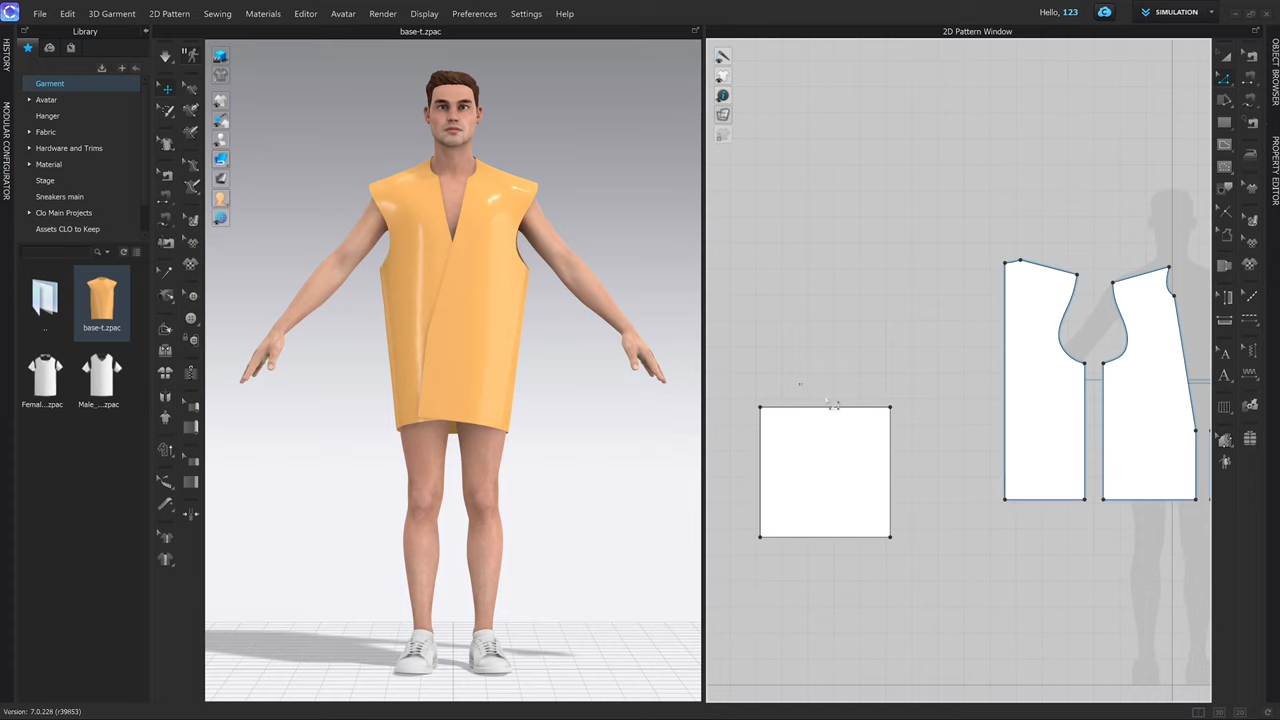 File Edit 3D Garment 2D Pattern Sewing Materials Editor Avatar Render Display Preferences Settings Help
Hello, 123
SIMULATION
Library
base-t.zpac
2D Pattern Window
HISTORY
MODULAR CONFIGURATOR
Garment
Avatar
Hanger
Fabric
Hardware and Trims
Material
Stage
Sneakers main
Clo Main Projects
Assets CLO to Keep
..
base-t.zpac
Femal...zpac
Male_...zpac
OBJECT BROWSER
PROPERTY EDITOR
Version: 7.0.228 (r39853)